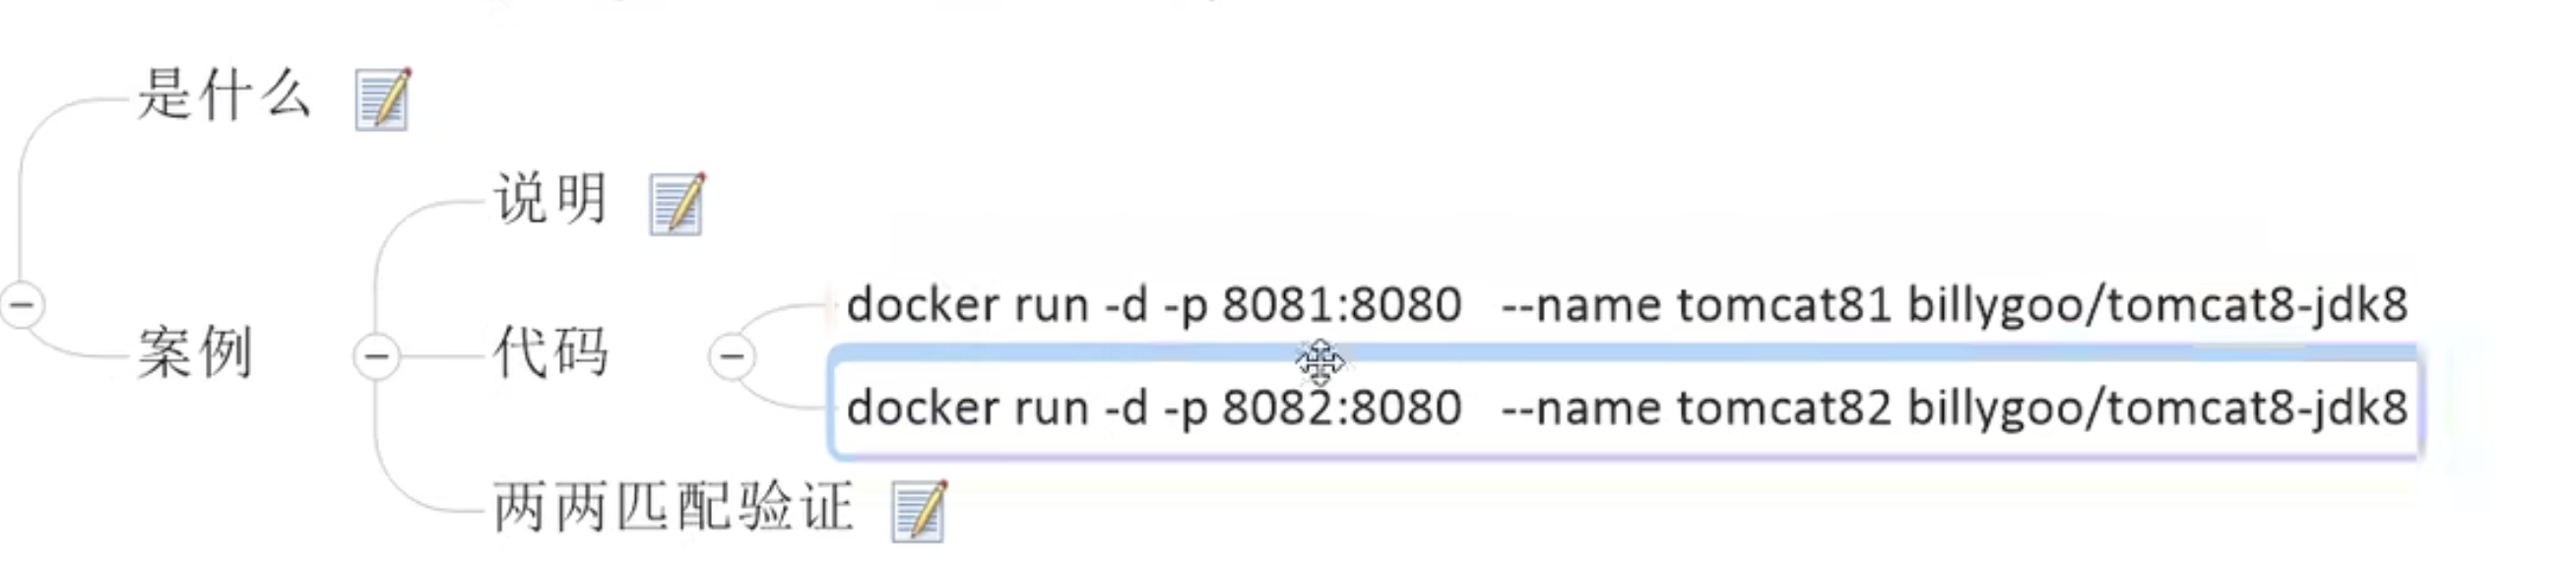 是什么
说明
docker run -d -p 8081:8080   --name tomcat81 billygoo/tomcat8-jdk8
案例
代码
docker run -d -p 8082:8080   --name tomcat82 billygoo/tomcat8-jdk8
两两匹配验证